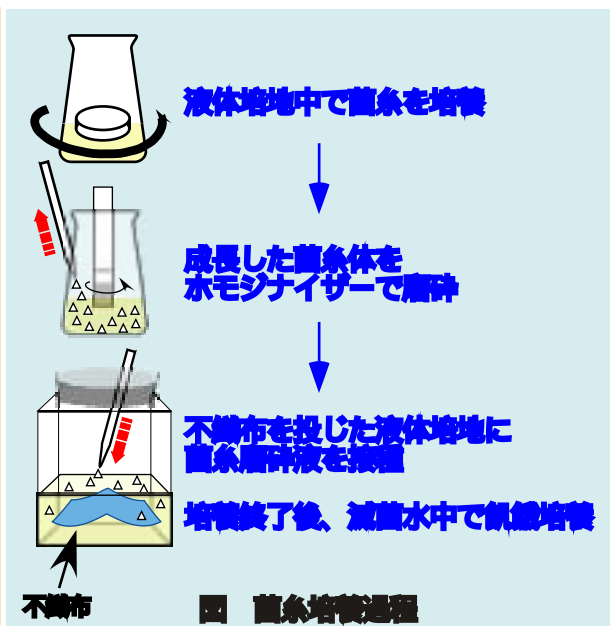 液体培地中で菌糸を培養
成長した菌糸体を
ホモジナイザーで磨砕
不織布を投じた液体培地に
菌糸磨砕液を接種
培養終了後、滅菌水中で飢餓培養
不織布
図　菌糸培養過程